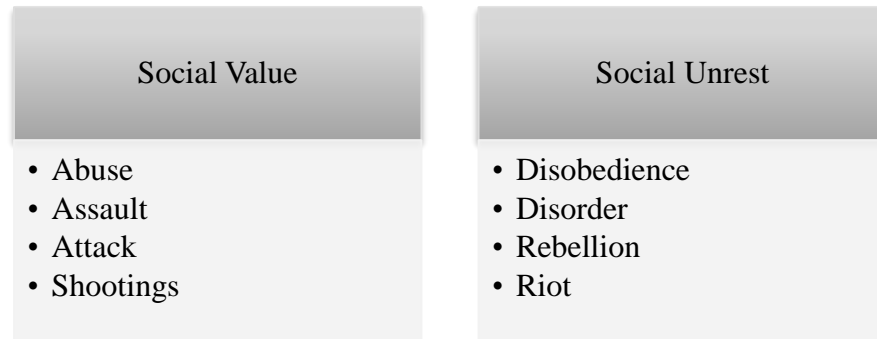 Social Value
• Abuse
• Assault
• Attack
• Shootings
Social Unrest
• Disobedience
• Disorder
• Rebellion
• Riot